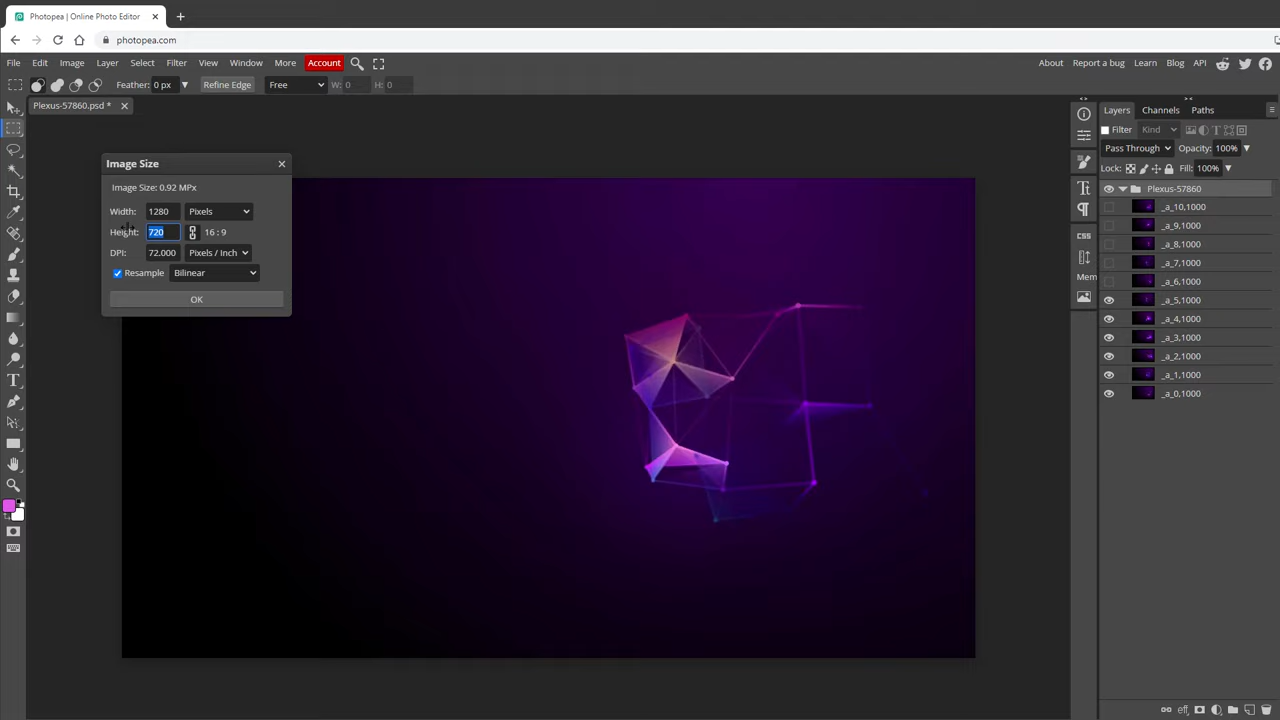 Photopea | Online Photo Editor
photopea.com
File Edit Image Layer Select Filter View Window More Account
About Report a bug Learn Blog API
Feather: 0 px Refine Edge Free W: 0 H: 0
Plexus-57860.psd *
Image Size
Image Size: 0.92 MPx
Width: 1280 Pixels
Height: 720 16 : 9
DPI: 72.000 Pixels / Inch
Resample Bilinear
OK
CSS
Mem
Layers Channels Paths
Filter Kind
Pass Through Opacity: 100%
Lock: Fill: 100%
Plexus-57860
_a_10,1000
_a_9,1000
_a_8,1000
_a_7,1000
_a_6,1000
_a_5,1000
_a_4,1000
_a_3,1000
_a_2,1000
_a_1,1000
_a_0,1000
eff